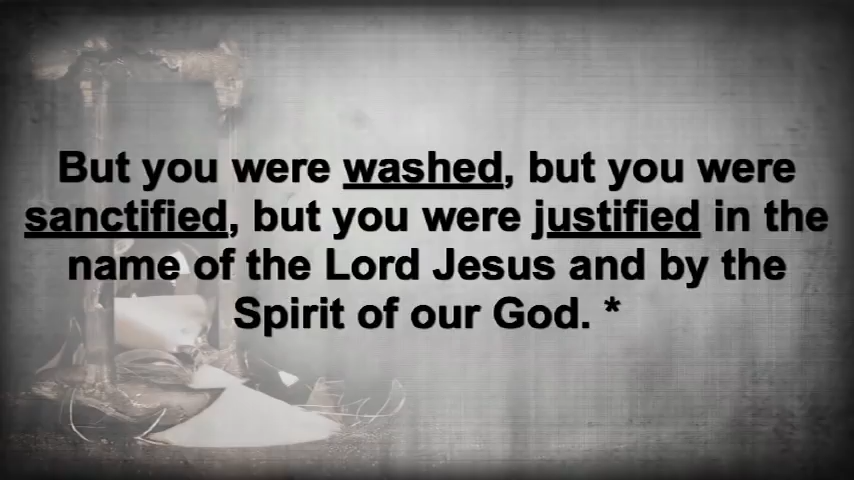 But you were washed, but you were
sanctified, but you were justified in the
name of the Lord Jesus and by the
Spirit of our God. *